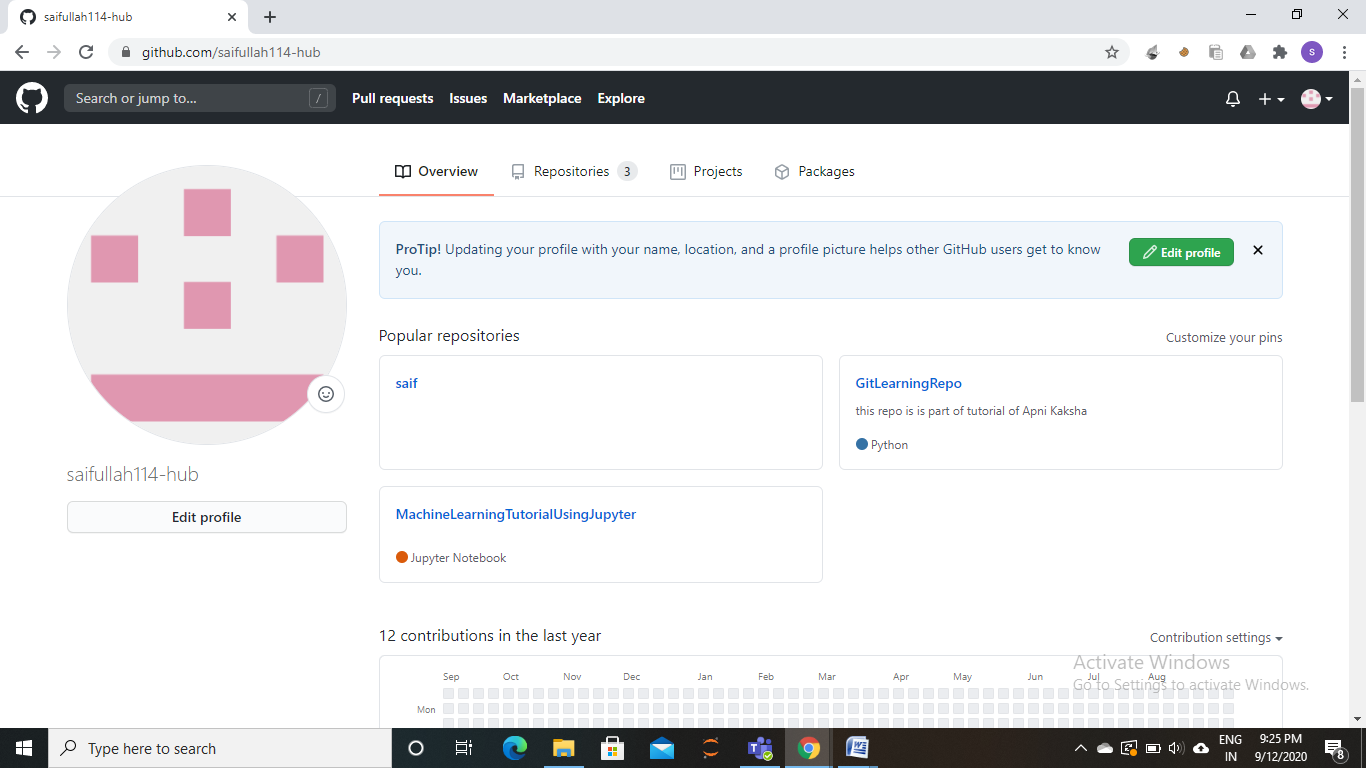 saifullah114-hub
github.com/saifullah114-hub
S
Search or jump to...
/
Pull requests
Issues
Marketplace
Explore
Overview
Repositories 3
Projects
Packages
ProTip! Updating your profile with your name, location, and a profile picture helps other GitHub users get to know
you.
Edit profile
Popular repositories
Customize your pins
saif
GitLearningRepo
this repo is is part of tutorial of Apni Kaksha
Python
saifullah114-hub
Edit profile
MachineLearningTutorialUsingJupyter
Jupyter Notebook
12 contributions in the last year
Contribution settings
Activate Windows
Go to Settings to activate Windows.
Sep Oct Nov Dec Jan Feb Mar Apr May Jun Jul Aug
Mon
Type here to search
ENG
IN
9:25 PM
9/12/2020
8